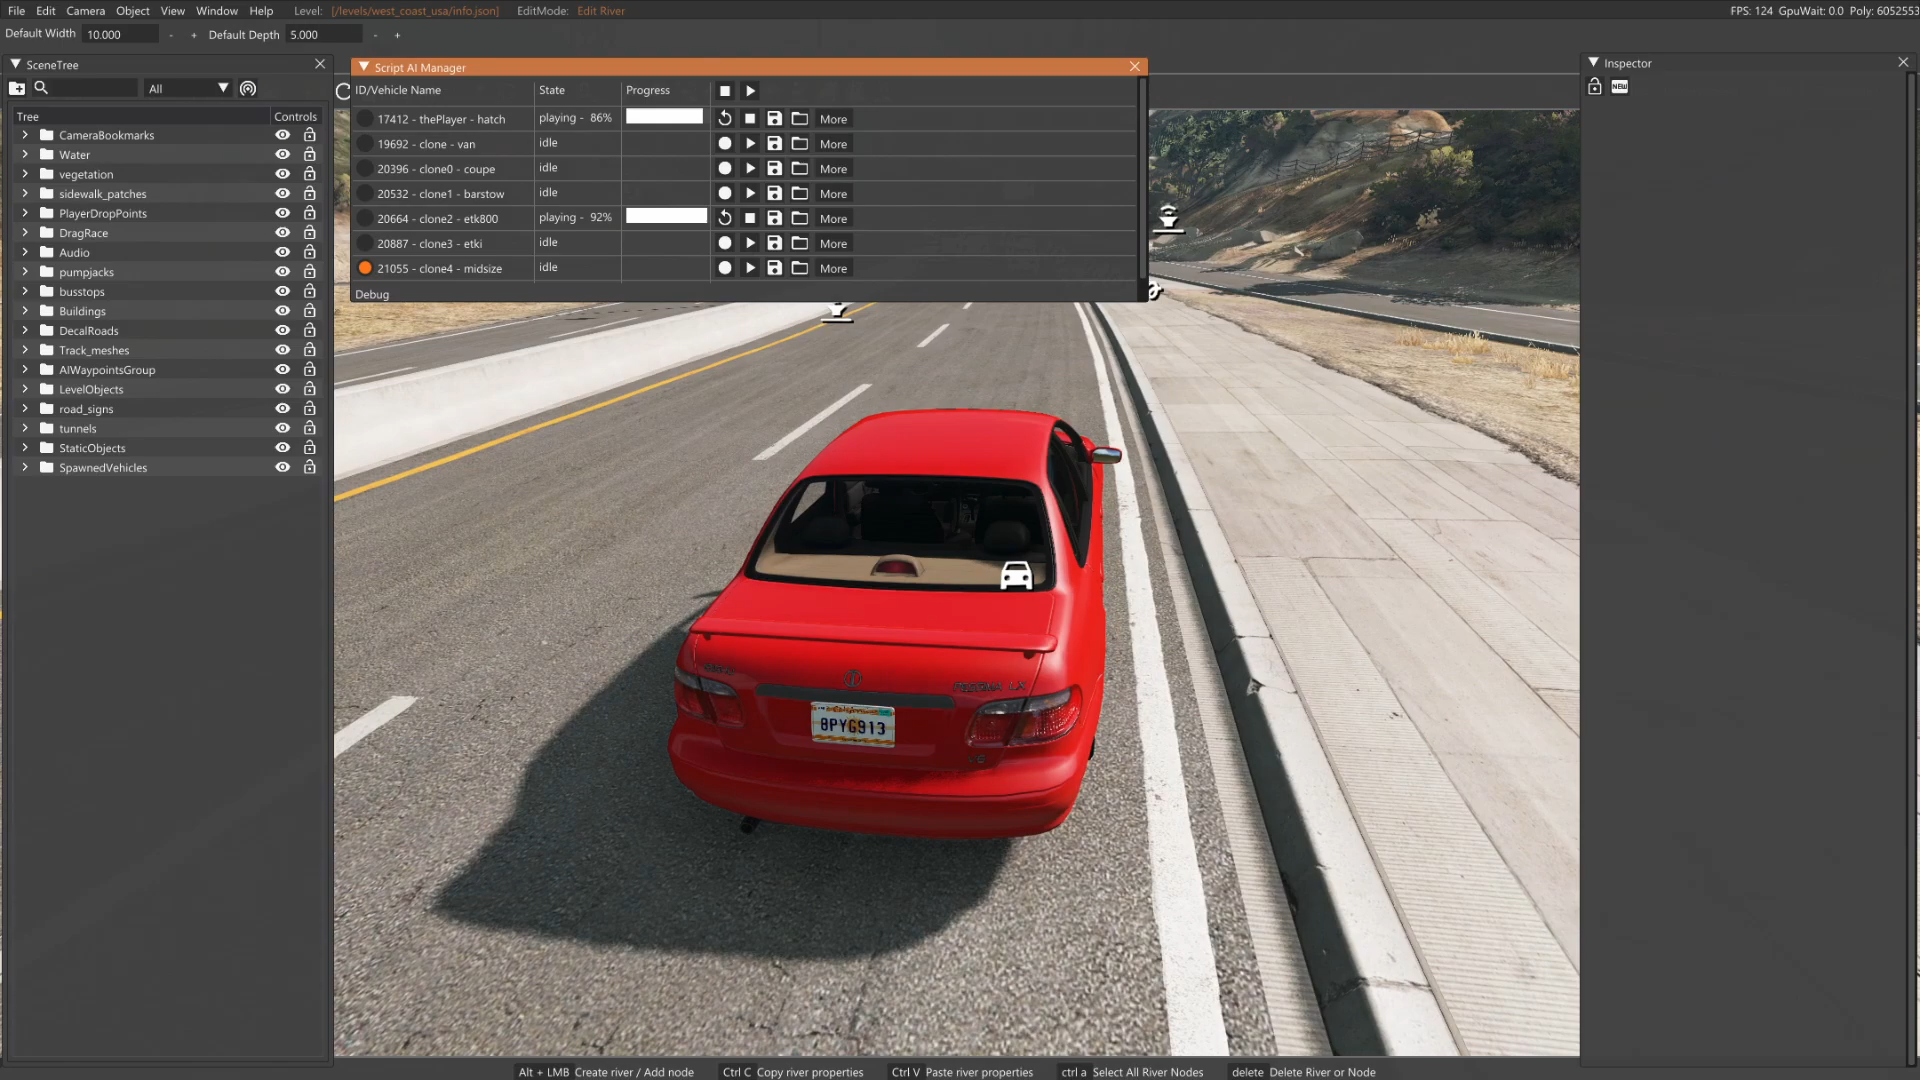 File Edit Camera Object View Window Help Level: [/levels/west_coast_usa/info.json] EditMode: Edit River FPS: 124 GpuWait: 0.0 Poly: 6052553
Default Width 10.000 - + Default Depth 5.000 - +
SceneTree
All
Tree Controls
CameraBookmarks
Water
vegetation
sidewalk_patches
PlayerDropPoints
DragRace
Audio
pumpjacks
busstops
Buildings
DecalRoads
Track_meshes
AIWaypointsGroup
LevelObjects
road_signs
tunnels
StaticObjects
SpawnedVehicles
Script AI Manager
ID/Vehicle Name State Progress
17412 - thePlayer - hatch playing - 86% More
19692 - clone - van idle More
20396 - clone0 - coupe idle More
20532 - clone1 - barstow idle More
20664 - clone2 - etk800 playing - 92% More
20887 - clone3 - etki idle More
21055 - clone4 - midsize idle More
Debug
Inspector
NEW
8PYG913
Alt + LMB Create river / Add node Ctrl C Copy river properties Ctrl V Paste river properties ctrl a Select All River Nodes delete Delete River or Node